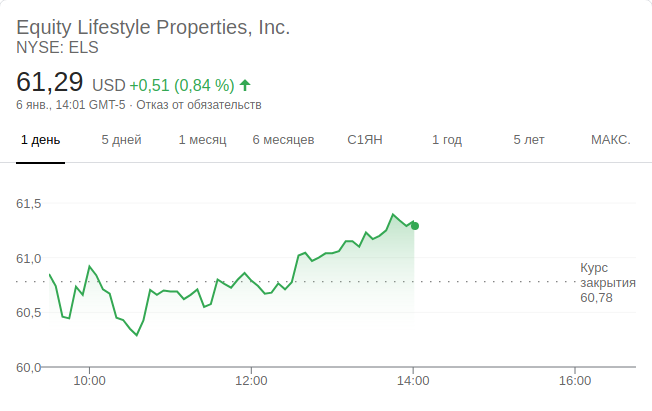 Equity Lifestyle Properties, Inc.
NYSE: ELS
61,29 USD +0,51 (0,84 %)
6 янв., 14:01 GMT-5 · Отказ от обязательств
1 день 5 дней 1 месяц 6 месяцев С1ЯН 1 год 5 лет МАКС.
61,5
61,0
Курс
закрытия
60,78
60,5
60,0
10:00 12:00 14:00 16:00